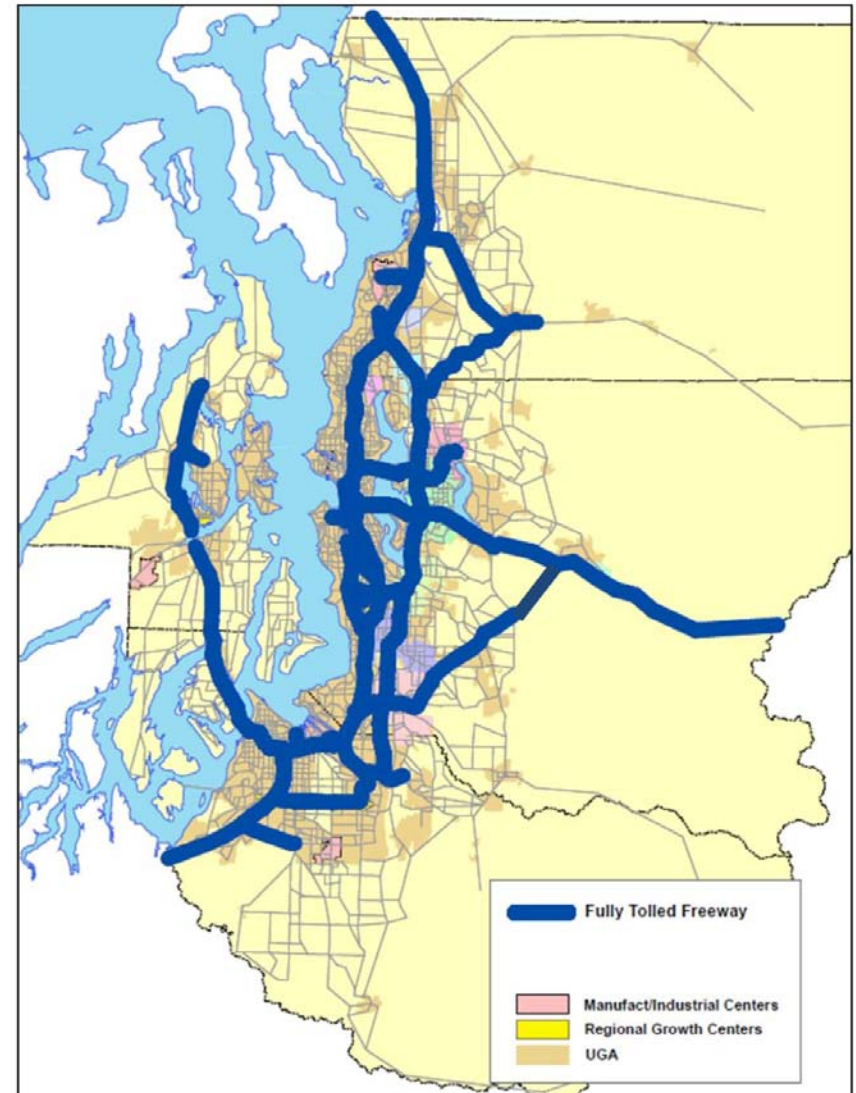 Fully Tolled Freeway
Manufact/Industrial Centers
Regional Growth Centers
UGA